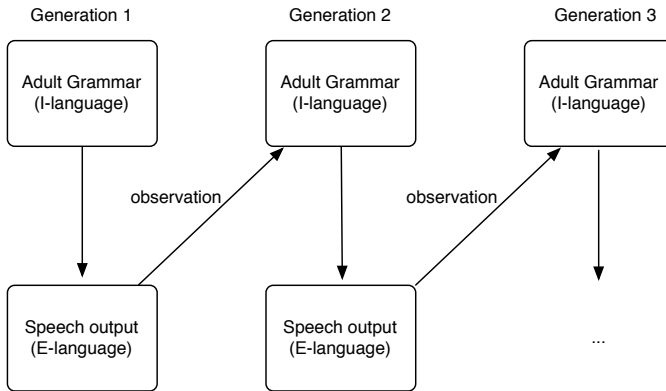 Generation 1
Generation 2
Generation 3
Adult Grammar
(I-language)
Adult Grammar
(I-language)
Adult Grammar
(I-language)
observation
observation
Speech output
(E-language)
Speech output
(E-language)
...